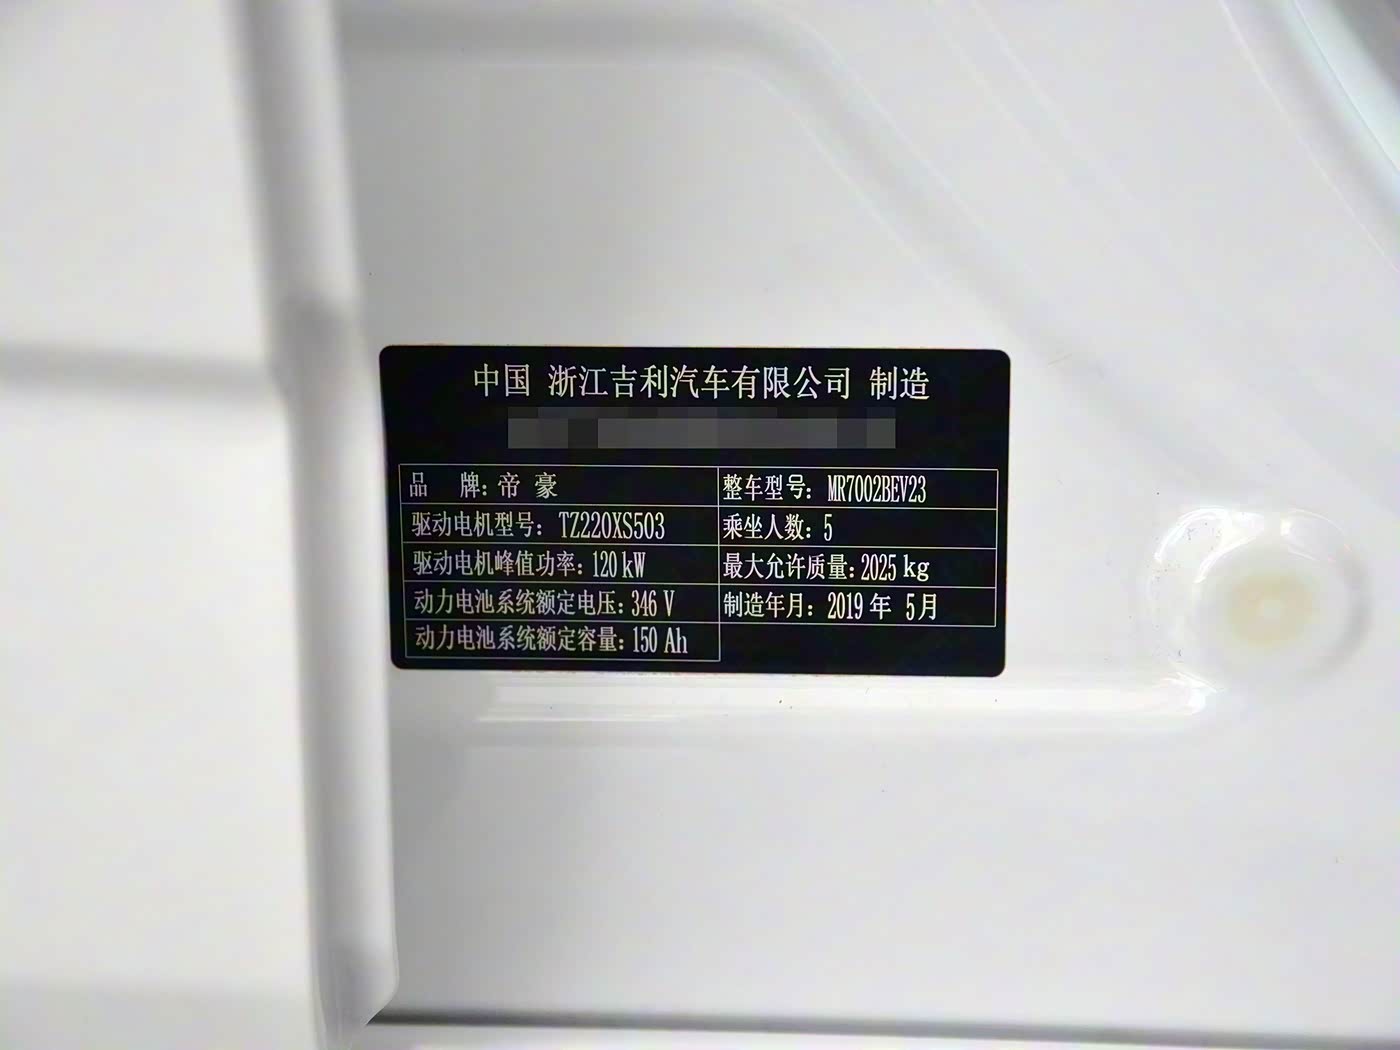 中国 浙江吉利汽车有限公司 制造
品 牌: 帝 豪
整车型号: MR7002BEV23
驱动电机型号: TZ220XS503
乘坐人数: 5
驱动电机峰值功率: 120 kW
最大允许质量: 2025 kg
动力电池系统额定电压: 346 V
制造年月: 2019 年 5月
动力电池系统额定容量: 150 Ah